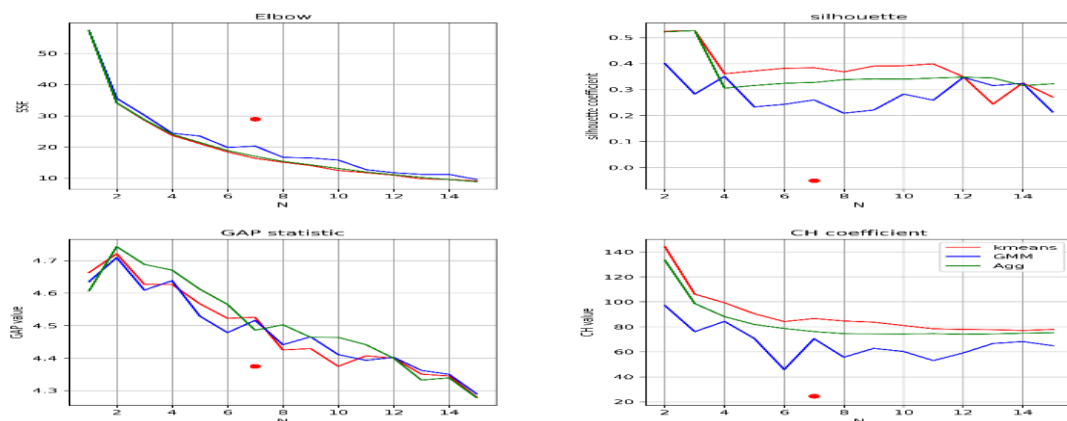 Elbow
SSE
50
40
30
20
10
2 4 6 8 10 12 14
N
silhouette
silhouette coefficient
0.5
0.4
0.3
0.2
0.1
0.0
2 4 6 8 10 12 14
N
GAP statistic
GAP value
4.7
4.6
4.5
4.4
4.3
2 4 6 8 10 12 14
N
CH coefficient
CH value
140
120
100
80
60
40
20
kmeans
GMM
Agg
2 4 6 8 10 12 14
N